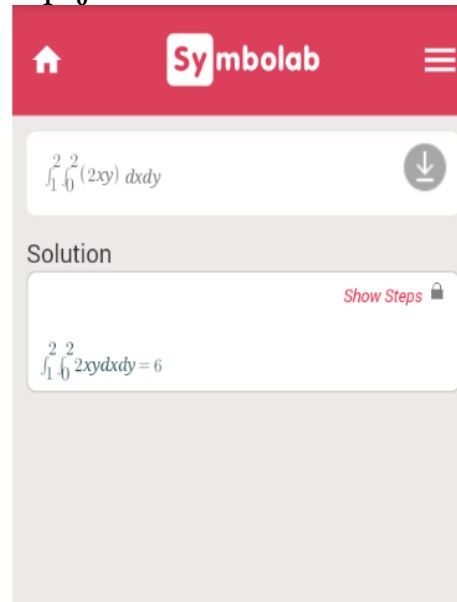 Symbolab
∫₁²∫₀²(2xy) dxdy
Solution
Show Steps
∫₁²∫₀²2xydxdy = 6